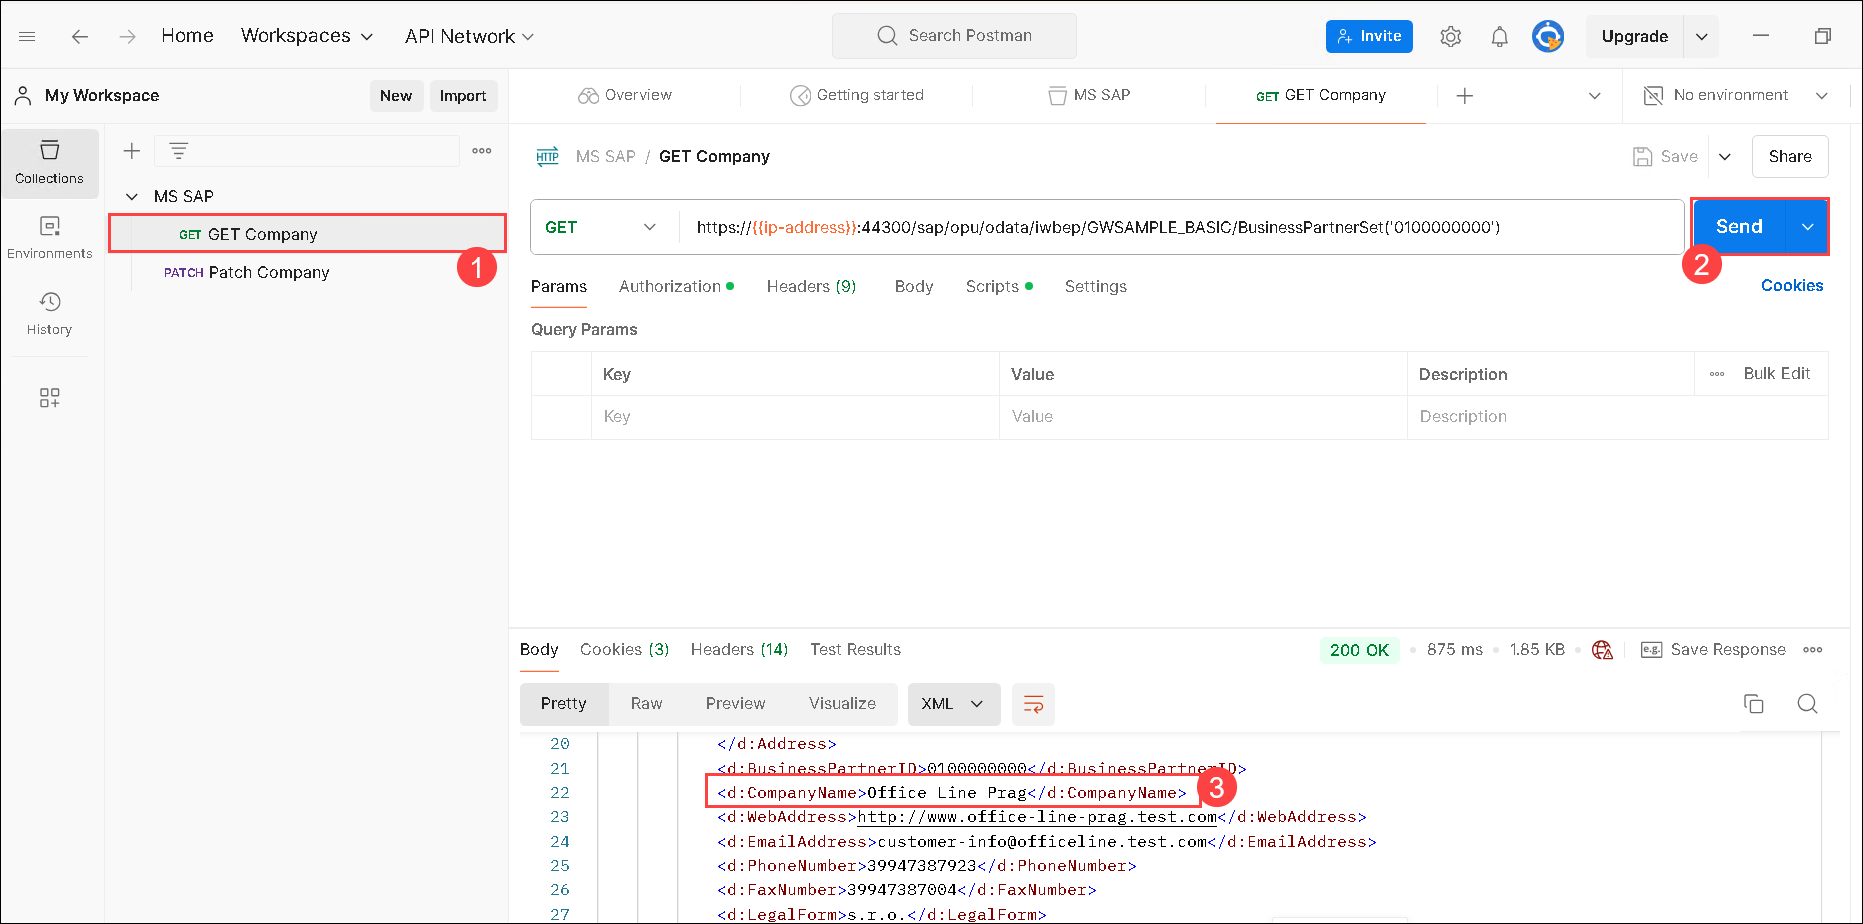 Home Workspaces API Network Search Postman Invite Upgrade
My Workspace New Import Overview Getting started MS SAP GET GET Company No environment
Collections
Environments
History
MS SAP
GET GET Company
1
PATCH Patch Company
HTTP MS SAP / GET Company Save Share
GET https://{{ip-address}}:44300/sap/opu/odata/iwbep/GWSAMPLE_BASIC/BusinessPartnerSet('0100000000') Send
2
Params Authorization Headers (9) Body Scripts Settings Cookies
Query Params
Key Value Description Bulk Edit
Key Value Description
Body Cookies (3) Headers (14) Test Results 200 OK 875 ms 1.85 KB e.g. Save Response
Pretty Raw Preview Visualize XML
20 </d:Address>
21 <d:BusinessPartnerID>0100000000</d:BusinessPartnerID>
22 <d:CompanyName>Office Line Prag</d:CompanyName> 3
23 <d:WebAddress>http://www.office-line-prag.test.com</d:WebAddress>
24 <d:EmailAddress>customer-info@officeline.test.com</d:EmailAddress>
25 <d:PhoneNumber>39947387923</d:PhoneNumber>
26 <d:FaxNumber>39947387004</d:FaxNumber>
27 <d:LegalForm>s.r.o.</d:LegalForm>